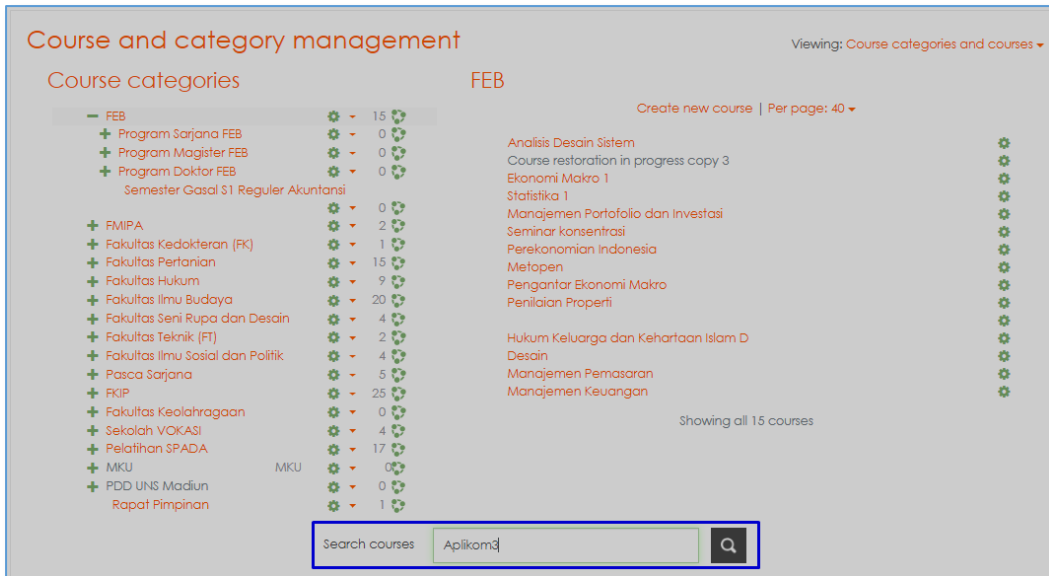 Course and category management
Viewing: Course categories and courses
Course categories
FEB 15
Program Sarjana FEB 0
Program Magister FEB 0
Program Doktor FEB 0
Semester Gasal S1 Reguler Akuntansi
0
FMIPA 2
Fakultas Kedokteran (FK) 1
Fakultas Pertanian 15
Fakultas Hukum 9
Fakultas Ilmu Budaya 20
Fakultas Seni Rupa dan Desain 4
Fakultas Teknik (FT) 2
Fakultas Ilmu Sosial dan Politik 4
Pasca Sarjana 5
FKIP 25
Fakultas Keolahragaan 0
Sekolah VOKASI 4
Pelatihan SPADA 17
MKU MKU 0
PDD UNS Madiun 0
Rapat Pimpinan 1
FEB
Create new course | Per page: 40
Analisis Desain Sistem
Course restoration in progress copy 3
Ekonomi Makro 1
Statistika 1
Manajemen Portofolio dan Investasi
Seminar konsentrasi
Perekonomian Indonesia
Metopen
Pengantar Ekonomi Makro
Penilaian Properti
Hukum Keluarga dan Kehartaan Islam D
Desain
Manajemen Pemasaran
Manajemen Keuangan
Showing all 15 courses
Search courses Aplikom3